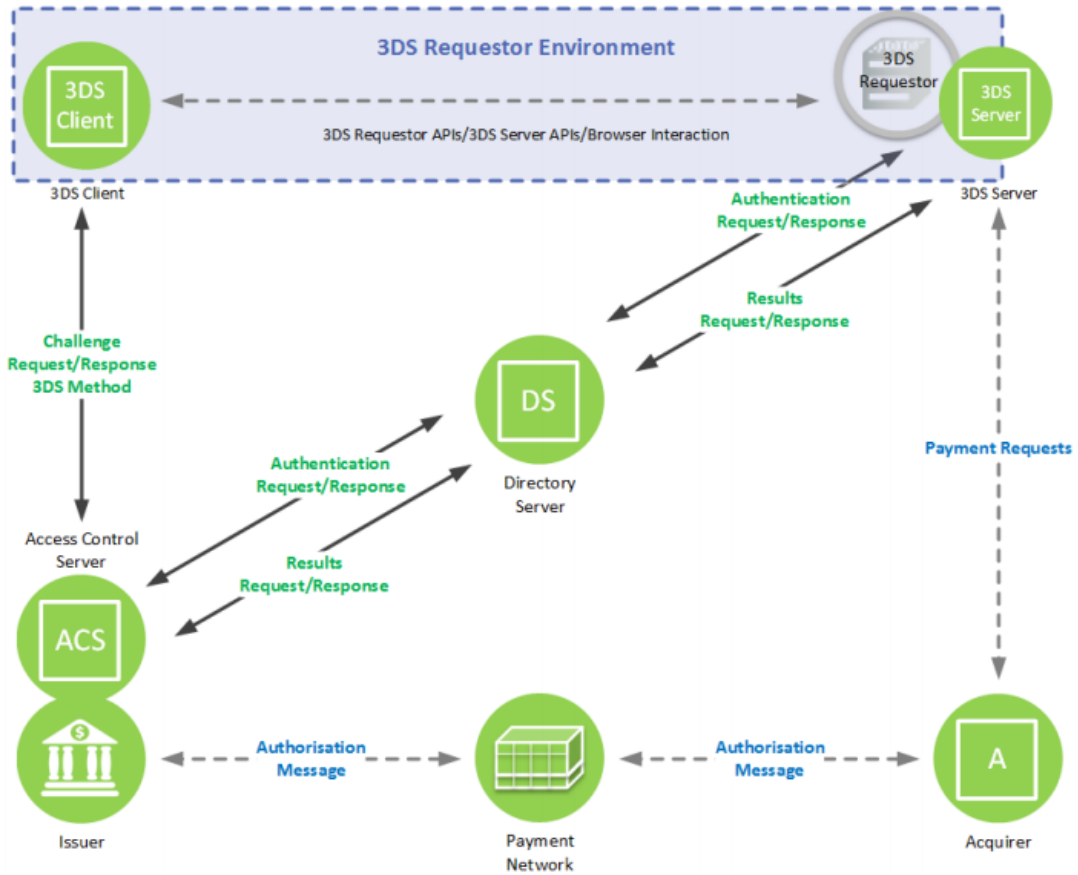 3DS Requestor Environment
3DS
Client
3DS
Requestor
3DS
Server
3DS Requestor APIs/3DS Server APIs/Browser Interaction
3DS Client
3DS Server
Authentication
Request/Response
Results
Request/Response
Challenge
Request/Response
3DS Method
DS
Directory
Server
Payment Requests
Authentication
Request/Response
Results
Request/Response
Access Control
Server
ACS
$
Authorisation
Message
Authorisation
Message
A
Issuer
Payment
Network
Acquirer